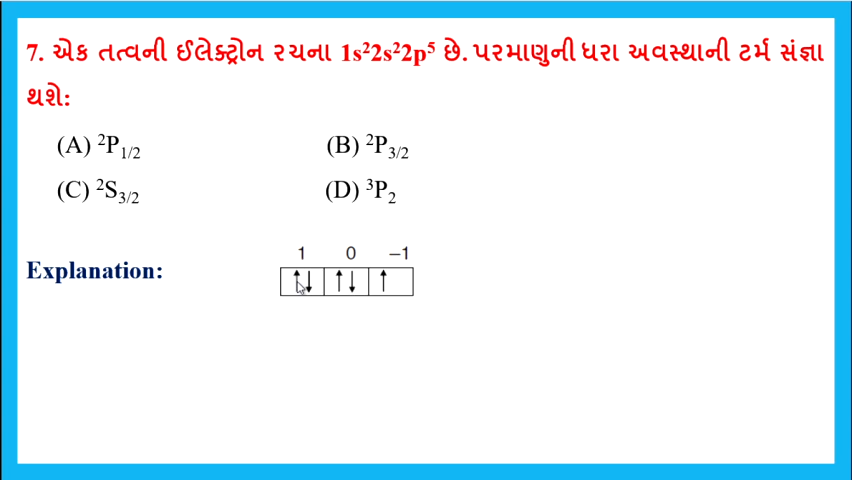 7. એક તત્વની ઈલેક્ટ્રોન રચના 1s²2s²2p⁵ છે. પરમાણુની ધરા અવસ્થાની ટર્મ સંજ્ઞા
થશે:
(A) ²P₁/₂ (B) ²P₃/₂
(C) ²S₃/₂ (D) ³P₂
1 0 –1
Explanation: ↑↓ ↑↓ ↑